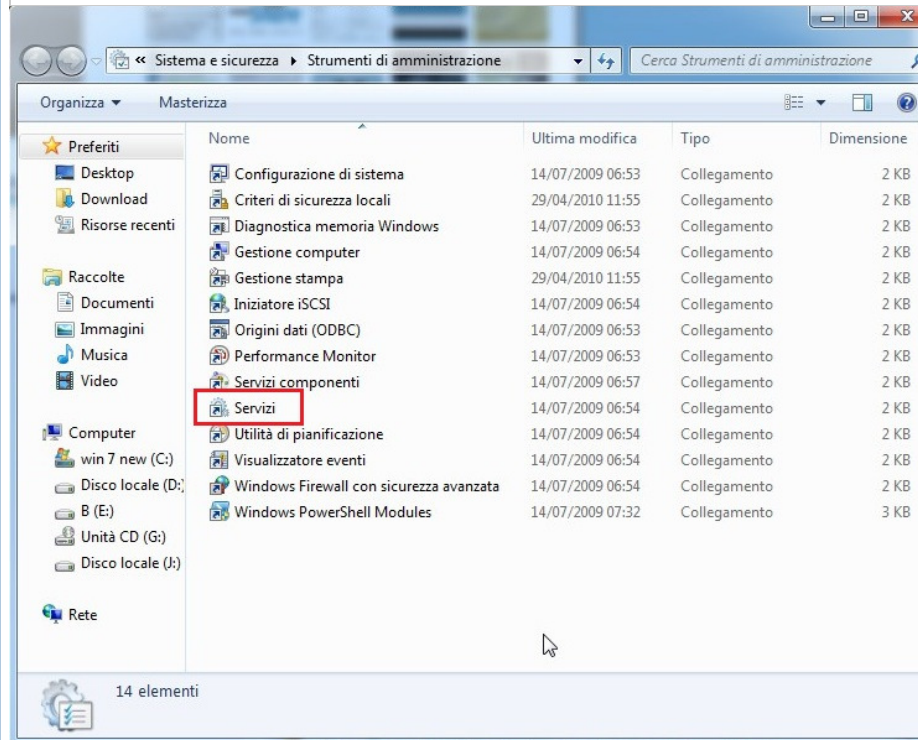 « Sistema e sicurezza ▸ Strumenti di amministrazione Cerca Strumenti di amministrazione
Organizza Masterizza
Nome Ultima modifica Tipo Dimensione
Preferiti
Desktop
Download
Risorse recenti
Raccolte
Documenti
Immagini
Musica
Video
Computer
win 7 new (C:)
Disco locale (D:)
B (E:)
Unità CD (G:)
Disco locale (J:)
Rete
Configurazione di sistema 14/07/2009 06:53 Collegamento 2 KB
Criteri di sicurezza locali 29/04/2010 11:55 Collegamento 2 KB
Diagnostica memoria Windows 14/07/2009 06:53 Collegamento 2 KB
Gestione computer 14/07/2009 06:54 Collegamento 2 KB
Gestione stampa 29/04/2010 11:55 Collegamento 2 KB
Iniziatore iSCSI 14/07/2009 06:54 Collegamento 2 KB
Origini dati (ODBC) 14/07/2009 06:53 Collegamento 2 KB
Performance Monitor 14/07/2009 06:53 Collegamento 2 KB
Servizi componenti 14/07/2009 06:57 Collegamento 2 KB
Servizi 14/07/2009 06:54 Collegamento 2 KB
Utilità di pianificazione 14/07/2009 06:54 Collegamento 2 KB
Visualizzatore eventi 14/07/2009 06:54 Collegamento 2 KB
Windows Firewall con sicurezza avanzata 14/07/2009 06:54 Collegamento 2 KB
Windows PowerShell Modules 14/07/2009 07:32 Collegamento 3 KB
14 elementi